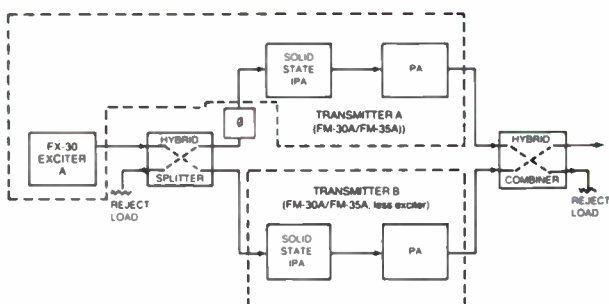 SOLID
STATE
IPA
PA
TRANSMITTER A
(FM-30A/FM-35A))
Ø
FX-30
EXCITER
A
HYBRID
SPLITTER
REJECT
LOAD
HYBRID
COMBINER
REJECT
LOAD
TRANSMITTER B
(FM-30A/FM-35A, less exciter)
SOLID
STATE
IPA
PA